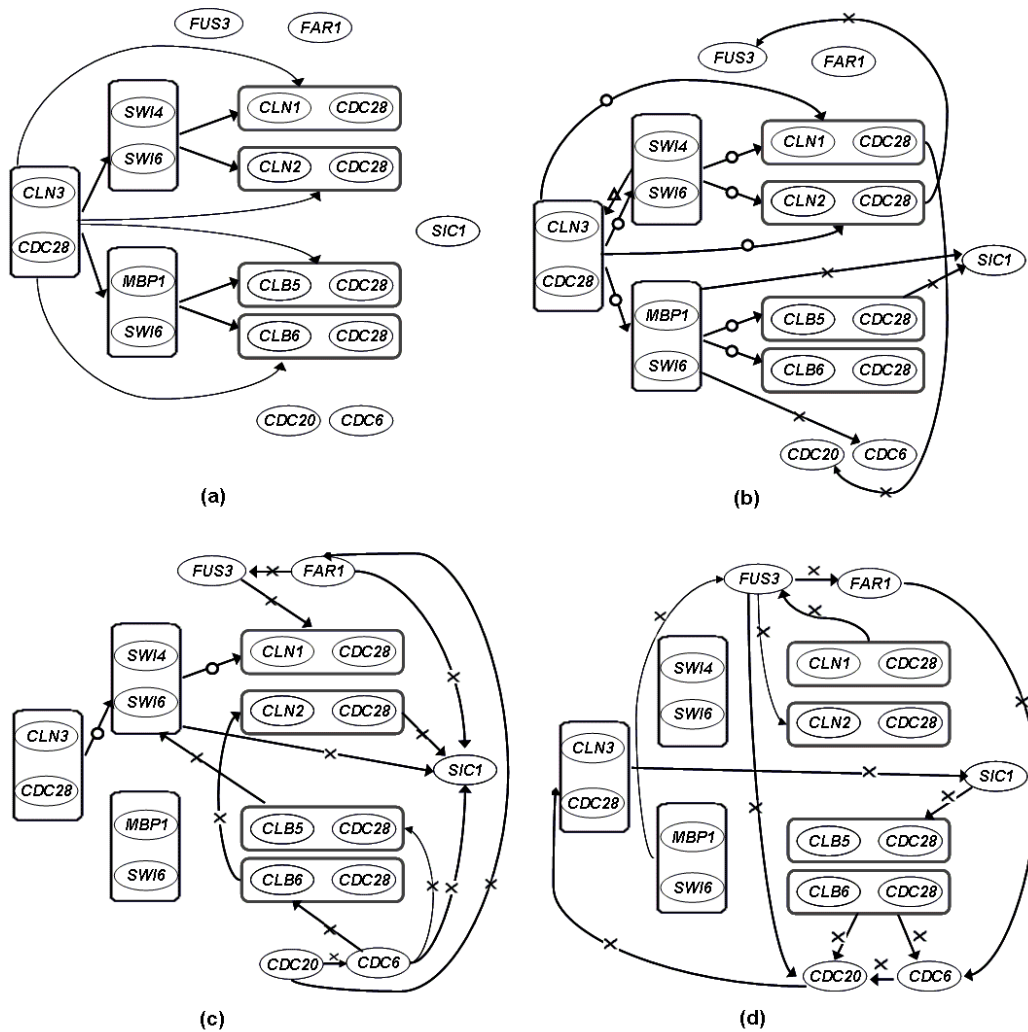 FUS3 FAR1
SWI4 CLN1 CDC28
SWI6 CLN2 CDC28
CLN3
SIC1
CDC28
MBP1 CLB5 CDC28
SWI6 CLB6 CDC28
CDC20 CDC6
(a)
FUS3 FAR1
SWI4 CLN1 CDC28
SWI6 CLN2 CDC28
CLN3
SIC1
CDC28
MBP1 CLB5 CDC28
SWI6 CLB6 CDC28
CDC20 CDC6
(b)
FUS3 FAR1
SWI4 CLN1 CDC28
SWI6 CLN2 CDC28
CLN3
SIC1
CDC28
MBP1 CLB5 CDC28
SWI6 CLB6 CDC28
CDC20 CDC6
(c)
FUS3 FAR1
SWI4 CLN1 CDC28
SWI6 CLN2 CDC28
CLN3
SIC1
CDC28
MBP1 CLB5 CDC28
SWI6 CLB6 CDC28
CDC20 CDC6
(d)